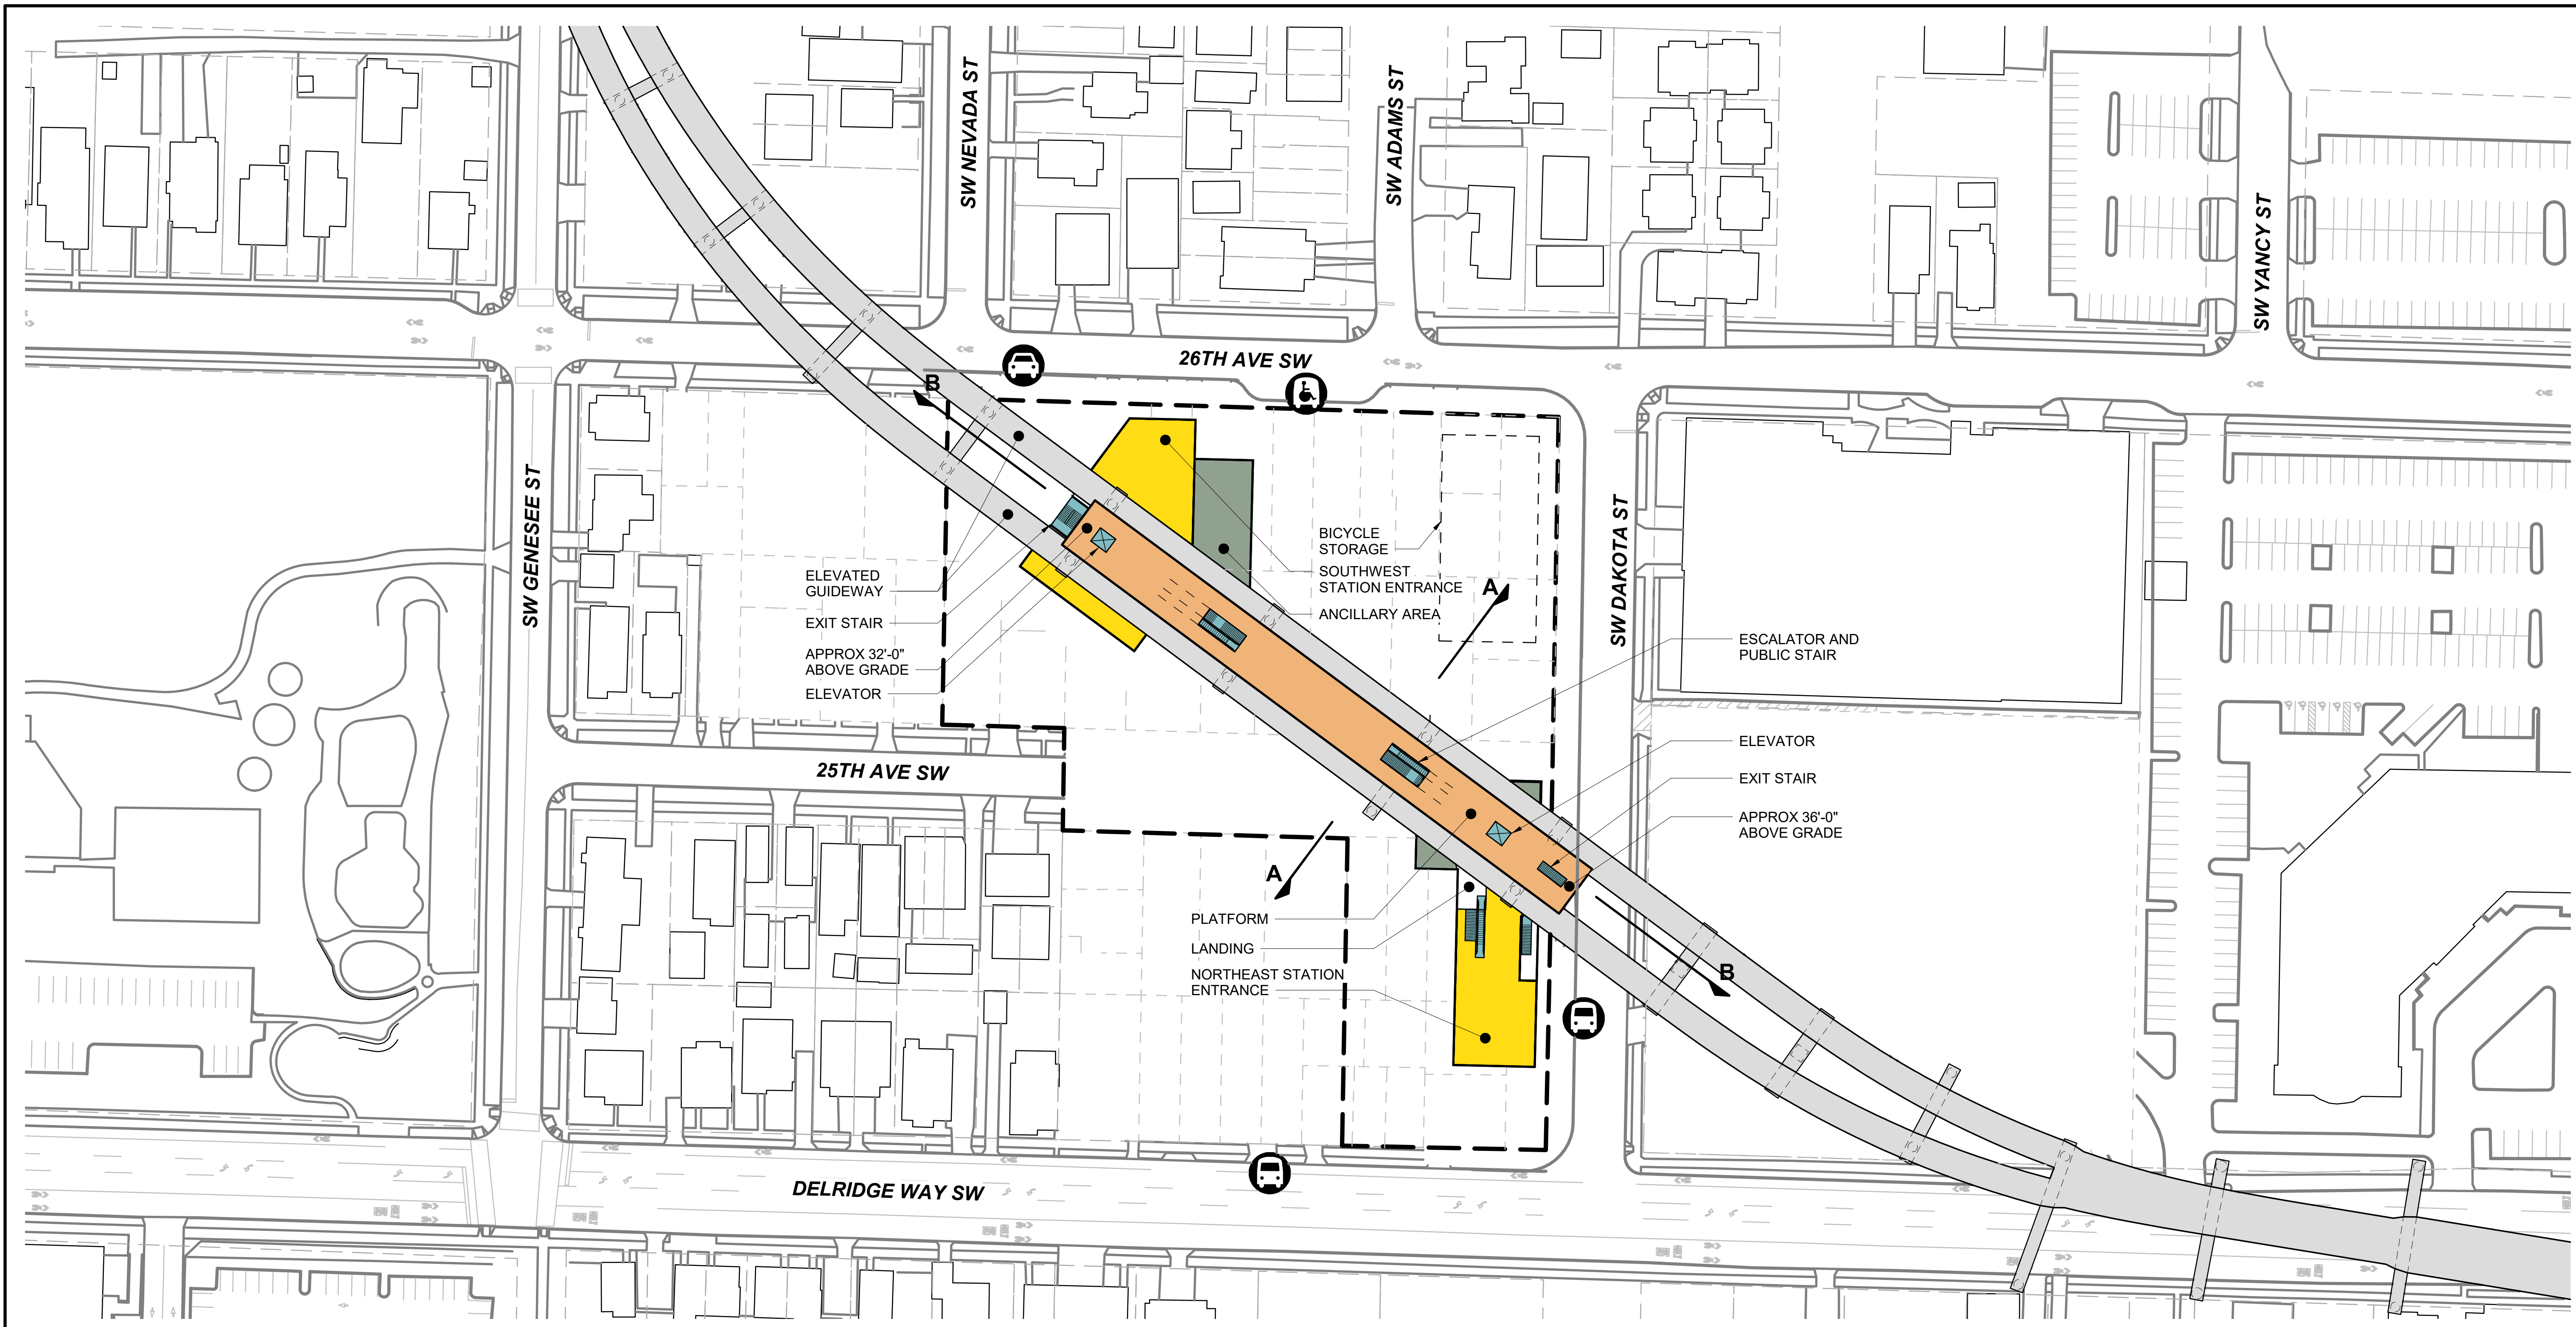 SW NEVADA ST
SW ADAMS ST
SW YANCY ST
26TH AVE SW
B
SW GENESEE ST
SW DAKOTA ST
BICYCLE
STORAGE
SOUTHWEST
STATION ENTRANCE
ANCILLARY AREA
A
ELEVATED
GUIDEWAY
EXIT STAIR
APPROX 32'-0"
ABOVE GRADE
ELEVATOR
ESCALATOR AND
PUBLIC STAIR
ELEVATOR
EXIT STAIR
APPROX 36'-0"
ABOVE GRADE
25TH AVE SW
A
PLATFORM
LANDING
NORTHEAST STATION
ENTRANCE
B
DELRIDGE WAY SW